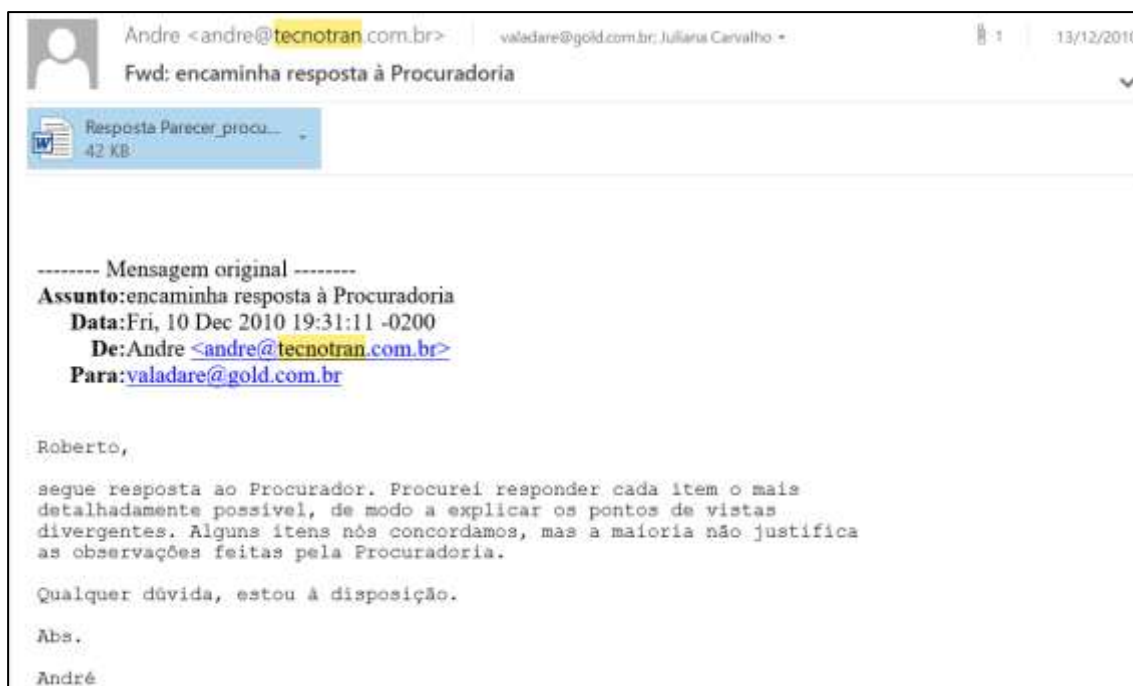 Andre <andre@tecnotran.com.br> valadare@gold.com.br; Juliana Carvalho 1 13/12/2010
Fwd: encaminha resposta à Procuradoria
Resposta Parecer_procu...
42 KB
-------- Mensagem original --------
Assunto:encaminha resposta à Procuradoria
Data:Fri, 10 Dec 2010 19:31:11 -0200
De:Andre <andre@tecnotran.com.br>
Para:valadare@gold.com.br
Roberto,
segue resposta ao Procurador. Procurei responder cada item o mais
detalhadamente possível, de modo a explicar os pontos de vistas
divergentes. Alguns itens nós concordamos, mas a maioria não justifica
as observações feitas pela Procuradoria.
Qualquer dúvida, estou à disposição.
Abs.
André